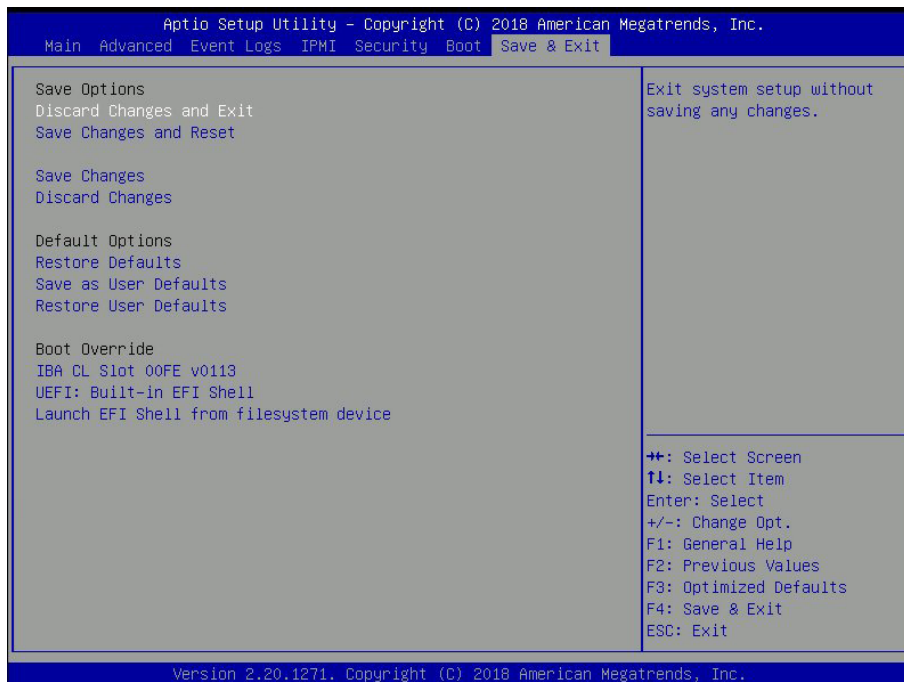 Aptio Setup Utility – Copyright (C) 2018 American Megatrends, Inc.
Main Advanced Event Logs IPMI Security Boot Save & Exit
Save Options
Discard Changes and Exit
Save Changes and Reset
Save Changes
Discard Changes
Default Options
Restore Defaults
Save as User Defaults
Restore User Defaults
Boot Override
IBA CL Slot 00FE v0113
UEFI: Built-in EFI Shell
Launch EFI Shell from filesystem device
Exit system setup without
saving any changes.
→←: Select Screen
↑↓: Select Item
Enter: Select
+/-: Change Opt.
F1: General Help
F2: Previous Values
F3: Optimized Defaults
F4: Save & Exit
ESC: Exit
Version 2.20.1271. Copyright (C) 2018 American Megatrends, Inc.